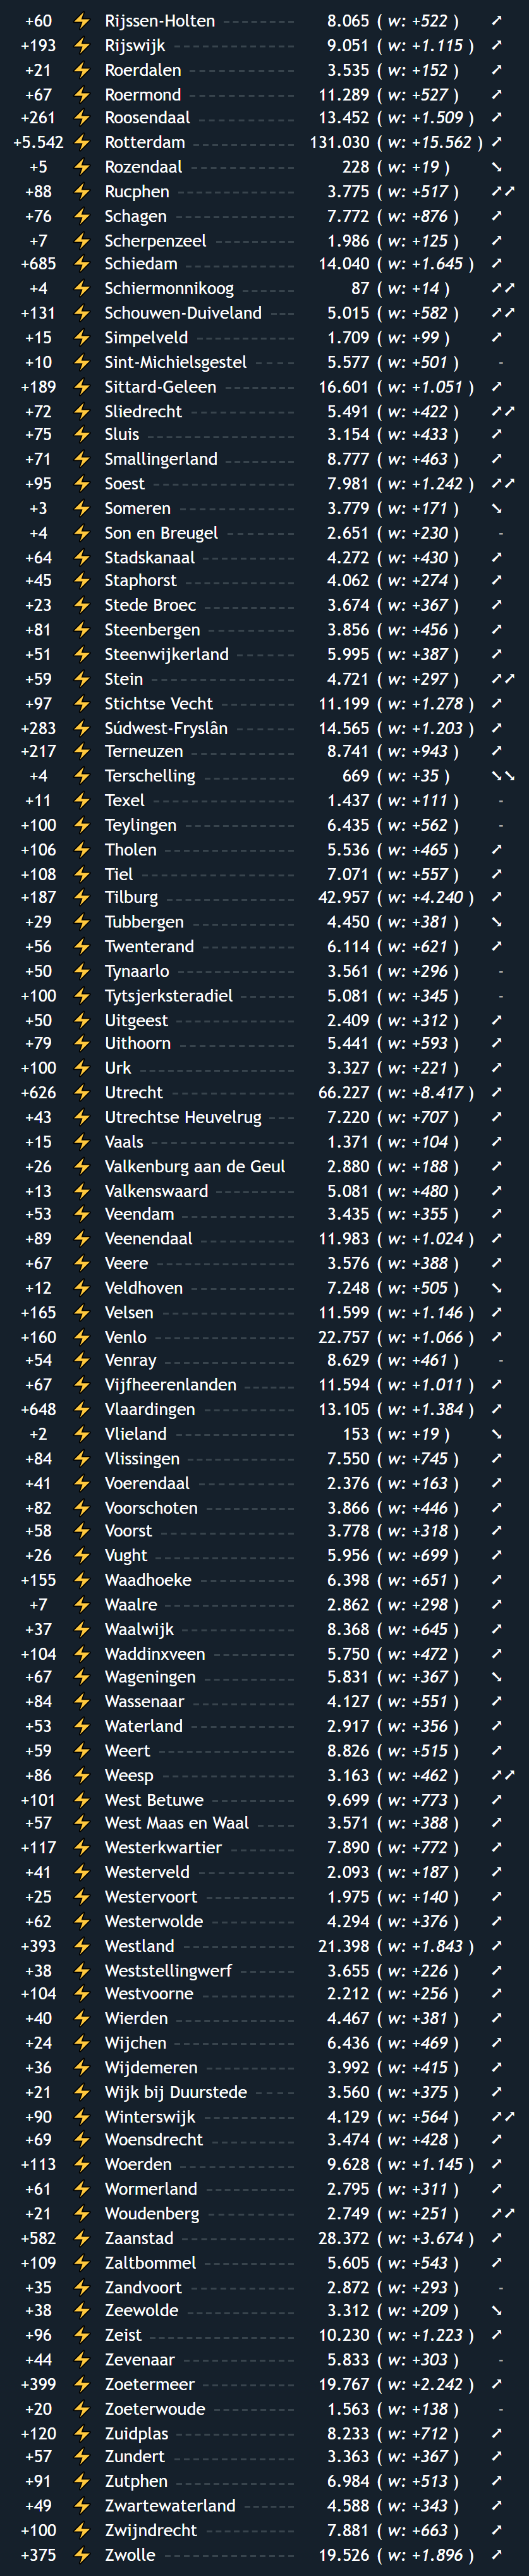 +60 ⚡ Rijssen-Holten 8.065 ( w: +522 ) ➚
+193 ⚡ Rijswijk 9.051 ( w: +1.115 ) ➚
+21 ⚡ Roerdalen 3.535 ( w: +152 ) ➚
+67 ⚡ Roermond 11.289 ( w: +527 ) ➚
+261 ⚡ Roosendaal 13.452 ( w: +1.509 ) ➚
+5.542 ⚡ Rotterdam 131.030 ( w: +15.562 ) ➚
+5 ⚡ Rozendaal 228 ( w: +19 ) ➘
+88 ⚡ Rucphen 3.775 ( w: +517 ) ➚➚
+76 ⚡ Schagen 7.772 ( w: +876 ) ➚
+7 ⚡ Scherpenzeel 1.986 ( w: +125 ) ➚
+685 ⚡ Schiedam 14.040 ( w: +1.645 ) ➚
+4 ⚡ Schiermonnikoog 87 ( w: +14 ) ➚➚
+131 ⚡ Schouwen-Duiveland 5.015 ( w: +582 ) ➚➚
+15 ⚡ Simpelveld 1.709 ( w: +99 ) ➚
+10 ⚡ Sint-Michielsgestel 5.577 ( w: +501 ) -
+189 ⚡ Sittard-Geleen 16.601 ( w: +1.051 ) ➚
+72 ⚡ Sliedrecht 5.491 ( w: +422 ) ➚➚
+75 ⚡ Sluis 3.154 ( w: +433 ) ➚
+71 ⚡ Smallingerland 8.777 ( w: +463 ) ➚
+95 ⚡ Soest 7.981 ( w: +1.242 ) ➚➚
+3 ⚡ Someren 3.779 ( w: +171 ) ➘
+4 ⚡ Son en Breugel 2.651 ( w: +230 ) -
+64 ⚡ Stadskanaal 4.272 ( w: +430 ) ➚
+45 ⚡ Staphorst 4.062 ( w: +274 ) ➚
+23 ⚡ Stede Broec 3.674 ( w: +367 ) ➚
+81 ⚡ Steenbergen 3.856 ( w: +456 ) ➚
+51 ⚡ Steenwijkerland 5.995 ( w: +387 ) ➚
+59 ⚡ Stein 4.721 ( w: +297 ) ➚➚
+97 ⚡ Stichtse Vecht 11.199 ( w: +1.278 ) ➚
+283 ⚡ Súdwest-Fryslân 14.565 ( w: +1.203 ) ➚
+217 ⚡ Terneuzen 8.741 ( w: +943 ) ➚
+4 ⚡ Terschelling 669 ( w: +35 ) ➘➘
+11 ⚡ Texel 1.437 ( w: +111 ) -
+100 ⚡ Teylingen 6.435 ( w: +562 ) -
+106 ⚡ Tholen 5.536 ( w: +465 ) ➚
+108 ⚡ Tiel 7.071 ( w: +557 ) ➚
+187 ⚡ Tilburg 42.957 ( w: +4.240 ) ➚
+29 ⚡ Tubbergen 4.450 ( w: +381 ) ➘
+56 ⚡ Twenterand 6.114 ( w: +621 ) ➚
+50 ⚡ Tynaarlo 3.561 ( w: +296 ) -
+100 ⚡ Tytsjerksteradiel 5.081 ( w: +345 ) -
+50 ⚡ Uitgeest 2.409 ( w: +312 ) ➚
+79 ⚡ Uithoorn 5.441 ( w: +593 ) ➚
+100 ⚡ Urk 3.327 ( w: +221 ) ➚
+626 ⚡ Utrecht 66.227 ( w: +8.417 ) ➚
+43 ⚡ Utrechtse Heuvelrug 7.220 ( w: +707 ) ➚
+15 ⚡ Vaals 1.371 ( w: +104 ) ➚
+26 ⚡ Valkenburg aan de Geul 2.880 ( w: +188 ) ➚
+13 ⚡ Valkenswaard 5.081 ( w: +480 ) ➚
+53 ⚡ Veendam 3.435 ( w: +355 ) ➚
+89 ⚡ Veenendaal 11.983 ( w: +1.024 ) ➚
+67 ⚡ Veere 3.576 ( w: +388 ) ➚
+12 ⚡ Veldhoven 7.248 ( w: +505 ) ➘
+165 ⚡ Velsen 11.599 ( w: +1.146 ) ➚
+160 ⚡ Venlo 22.757 ( w: +1.066 ) ➚
+54 ⚡ Venray 8.629 ( w: +461 ) -
+67 ⚡ Vijfheerenlanden 11.594 ( w: +1.011 ) ➚
+648 ⚡ Vlaardingen 13.105 ( w: +1.384 ) ➚
+2 ⚡ Vlieland 153 ( w: +19 ) ➘
+84 ⚡ Vlissingen 7.550 ( w: +745 ) ➚
+41 ⚡ Voerendaal 2.376 ( w: +163 ) ➚
+82 ⚡ Voorschoten 3.866 ( w: +446 ) ➚
+58 ⚡ Voorst 3.778 ( w: +318 ) ➚
+26 ⚡ Vught 5.956 ( w: +699 ) ➚
+155 ⚡ Waadhoeke 6.398 ( w: +651 ) ➚
+7 ⚡ Waalre 2.862 ( w: +298 ) ➚
+37 ⚡ Waalwijk 8.368 ( w: +645 ) ➚
+104 ⚡ Waddinxveen 5.750 ( w: +472 ) ➚
+67 ⚡ Wageningen 5.831 ( w: +367 ) ➘
+84 ⚡ Wassenaar 4.127 ( w: +551 ) ➚
+53 ⚡ Waterland 2.917 ( w: +356 ) ➚
+59 ⚡ Weert 8.826 ( w: +515 ) ➚
+86 ⚡ Weesp 3.163 ( w: +462 ) ➚➚
+101 ⚡ West Betuwe 9.699 ( w: +773 ) ➚
+57 ⚡ West Maas en Waal 3.571 ( w: +388 ) ➚
+117 ⚡ Westerkwartier 7.890 ( w: +772 ) ➚
+41 ⚡ Westerveld 2.093 ( w: +187 ) ➚
+25 ⚡ Westervoort 1.975 ( w: +140 ) ➚
+62 ⚡ Westerwolde 4.294 ( w: +376 ) ➚
+393 ⚡ Westland 21.398 ( w: +1.843 ) ➚
+38 ⚡ Weststellingwerf 3.655 ( w: +226 ) ➚
+104 ⚡ Westvoorne 2.212 ( w: +256 ) ➚
+40 ⚡ Wierden 4.467 ( w: +381 ) ➚
+24 ⚡ Wijchen 6.436 ( w: +469 ) ➚
+36 ⚡ Wijdemeren 3.992 ( w: +415 ) ➚
+21 ⚡ Wijk bij Duurstede 3.560 ( w: +375 ) ➚
+90 ⚡ Winterswijk 4.129 ( w: +564 ) ➚➚
+69 ⚡ Woensdrecht 3.474 ( w: +428 ) ➚
+113 ⚡ Woerden 9.628 ( w: +1.145 ) ➚
+61 ⚡ Wormerland 2.795 ( w: +311 ) ➚
+21 ⚡ Woudenberg 2.749 ( w: +251 ) ➚➚
+582 ⚡ Zaanstad 28.372 ( w: +3.674 ) ➚
+109 ⚡ Zaltbommel 5.605 ( w: +543 ) ➚
+35 ⚡ Zandvoort 2.872 ( w: +293 ) -
+38 ⚡ Zeewolde 3.312 ( w: +209 ) ➘
+96 ⚡ Zeist 10.230 ( w: +1.223 ) ➚
+44 ⚡ Zevenaar 5.833 ( w: +303 ) -
+399 ⚡ Zoetermeer 19.767 ( w: +2.242 ) ➚
+20 ⚡ Zoeterwoude 1.563 ( w: +138 ) -
+120 ⚡ Zuidplas 8.233 ( w: +712 ) ➚
+57 ⚡ Zundert 3.363 ( w: +367 ) ➚
+91 ⚡ Zutphen 6.984 ( w: +513 ) ➚
+49 ⚡ Zwartewaterland 4.588 ( w: +343 ) ➚
+100 ⚡ Zwijndrecht 7.881 ( w: +663 ) ➚
+375 ⚡ Zwolle 19.526 ( w: +1.896 ) ➚